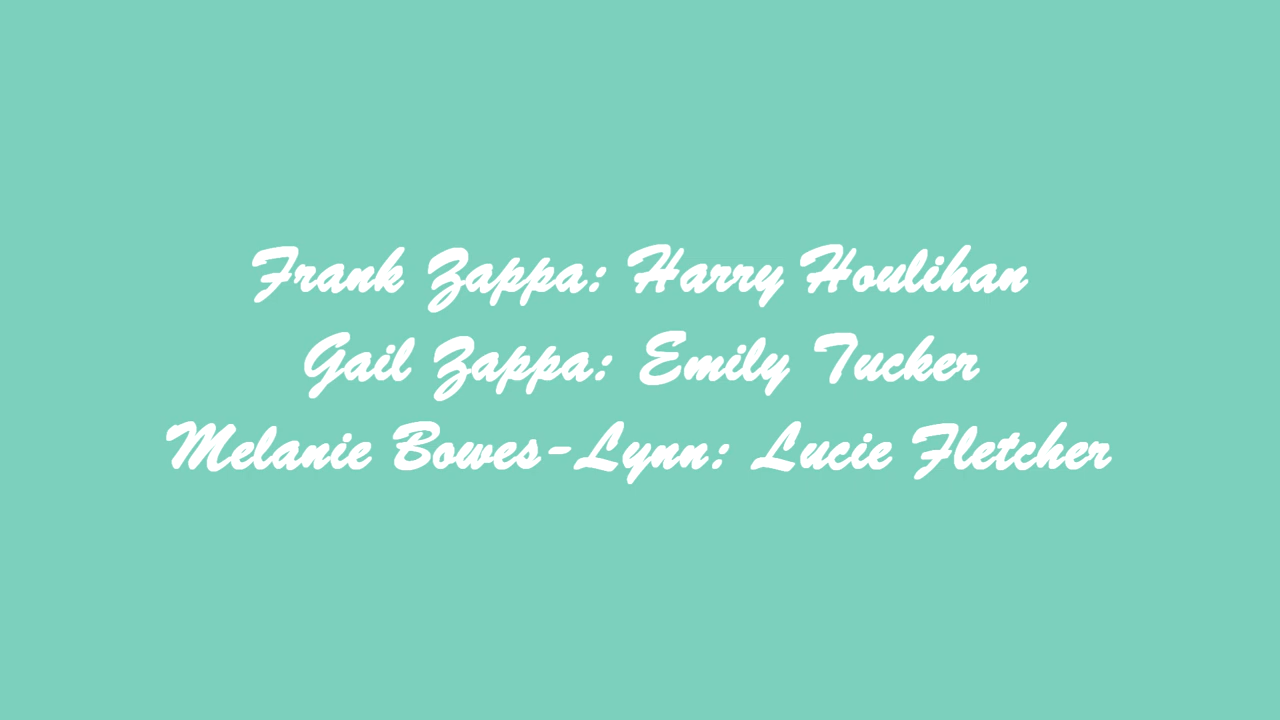 Frank Zappa: Harry Houlihan
Gail Zappa: Emily Tucker
Melanie Bowes-Lynn: Lucie Fletcher